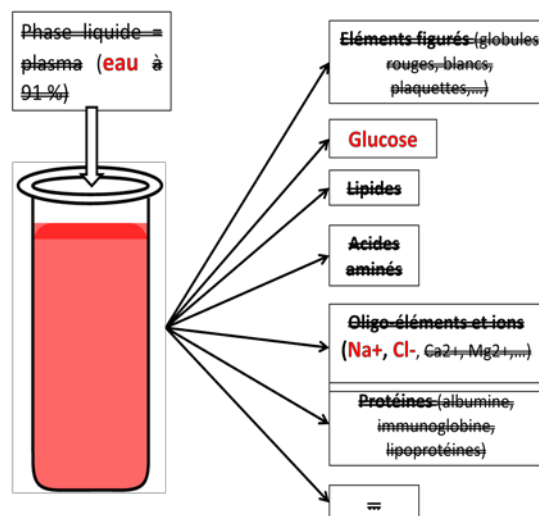 Phase liquide =
plasma (eau à
91 %)
Eléments figurés (globules
rouges, blancs,
plaquettes,...)
Glucose
Lipides
Acides
aminés
Oligo-éléments et ions
(Na+, Cl-, Ca2+, Mg2+,...)
Protéines (albumine,
immunoglobine,
lipoprotéines)
...